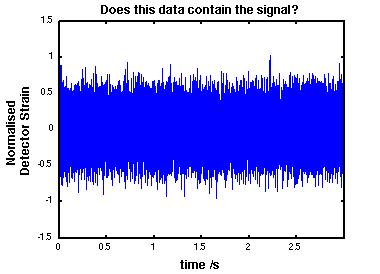 Does this data contain the signal?
1.5
1
0.5
0
-0.5
-1
-1.5
Normalised
Detector Strain
0 0.5 1 1.5 2 2.5
time /s